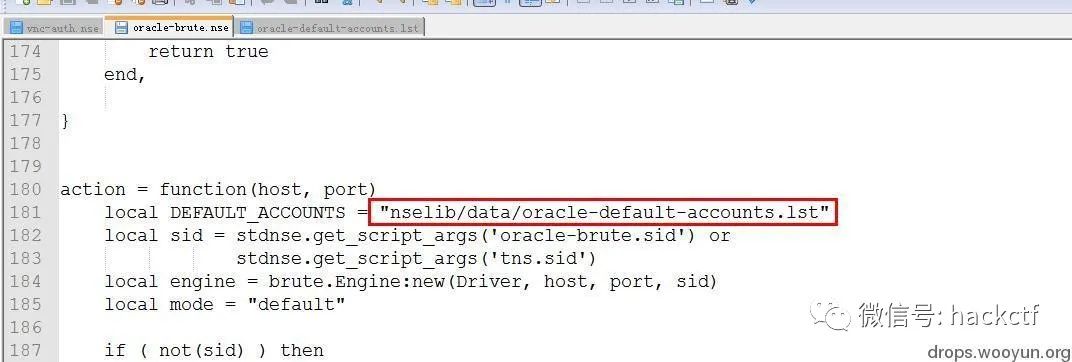 vnc-auth.nse oracle-brute.nse oracle-default-accounts.lst
174 return true
175 end,
176
177 }
178
179
180 action = function(host, port)
181 local DEFAULT_ACCOUNTS = "nselib/data/oracle-default-accounts.lst"
182 local sid = stdnse.get_script_args('oracle-brute.sid') or
183 stdnse.get_script_args('tns.sid')
184 local engine = brute.Engine:new(Driver, host, port, sid)
185 local mode = "default"
186
187 if ( not(sid) ) then
微信号: hackctf
drops.wooyun.org